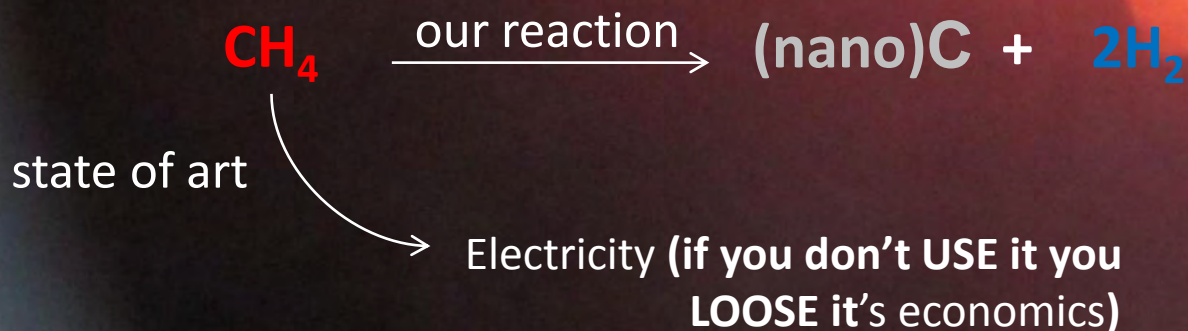 CH₄ our reaction (nano)C + 2H₂
state of art
Electricity (if you don’t USE it you
LOOSE it’s economics)